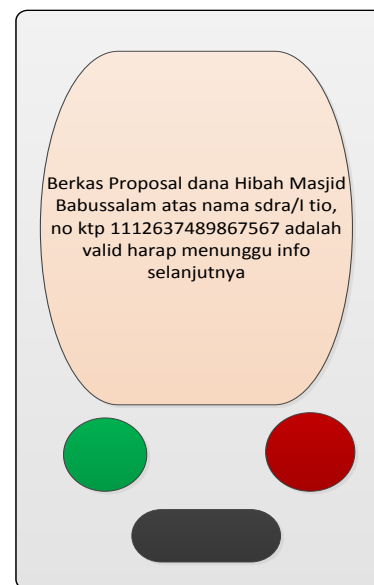 Berkas Proposal dana Hibah Masjid
Babussalam atas nama sdra/I tio,
no ktp 1112637489867567 adalah
valid harap menunggu info
selanjutnya